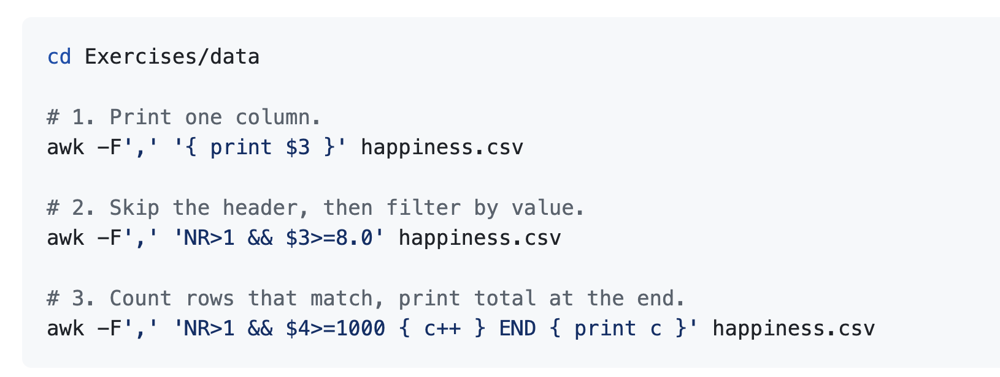 cd Exercises/data
# 1. Print one column.
awk -F',' '{ print $3 }' happiness.csv
# 2. Skip the header, then filter by value.
awk -F',' 'NR>1 && $3>=8.0' happiness.csv
# 3. Count rows that match, print total at the end.
awk -F',' 'NR>1 && $4>=1000 { c++ } END { print c }' happiness.csv